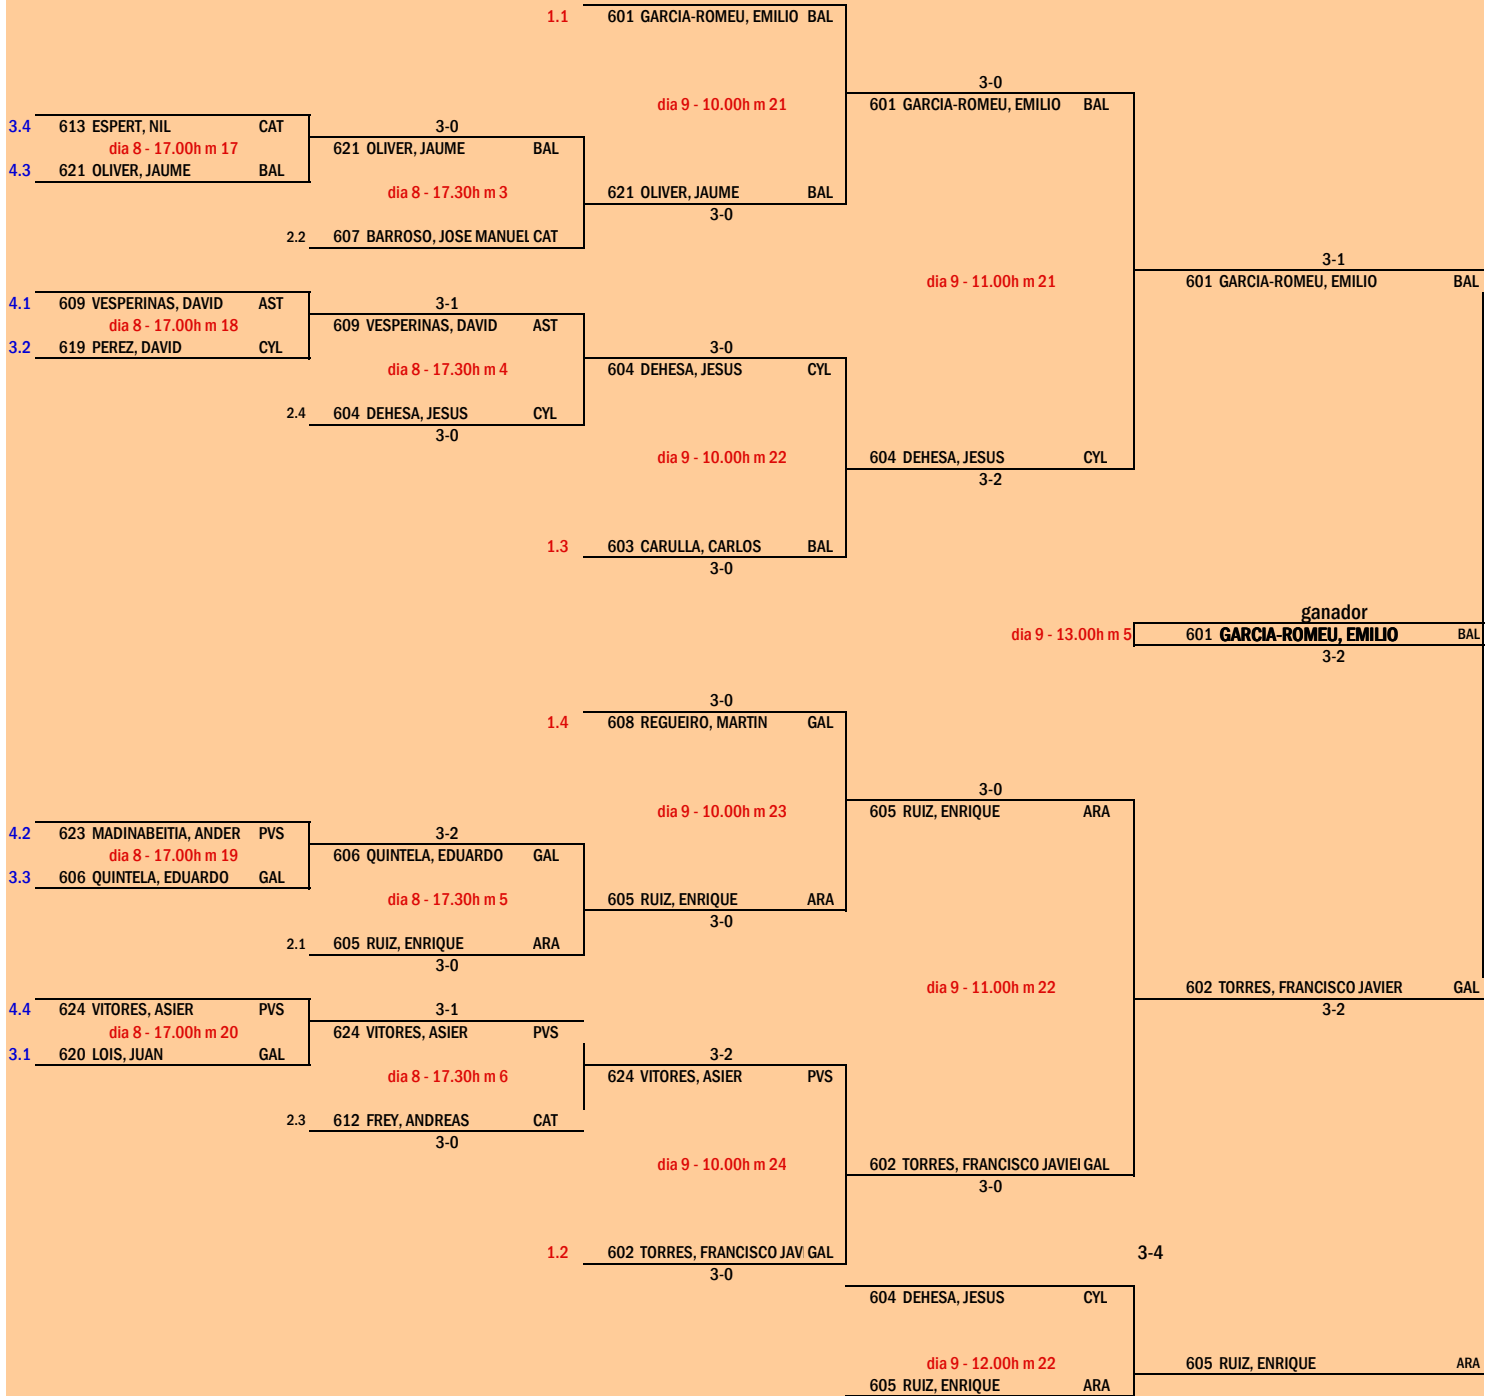 1.1 601 GARCIA-ROMEU, EMILIO BAL
3-0
dia 9 - 10.00h m 21 601 GARCIA-ROMEU, EMILIO BAL
3.4 613 ESPERT, NIL CAT 3-0
dia 8 - 17.00h m 17 621 OLIVER, JAUME BAL
4.3 621 OLIVER, JAUME BAL
dia 8 - 17.30h m 3 621 OLIVER, JAUME BAL
3-0
2.2 607 BARROSO, JOSE MANUEL CAT
3-1
dia 9 - 11.00h m 21 601 GARCIA-ROMEU, EMILIO BAL
4.1 609 VESPERINAS, DAVID AST 3-1
dia 8 - 17.00h m 18 609 VESPERINAS, DAVID AST
3.2 619 PEREZ, DAVID CYL 3-0
dia 8 - 17.30h m 4 604 DEHESA, JESUS CYL
2.4 604 DEHESA, JESUS CYL
3-0
dia 9 - 10.00h m 22 604 DEHESA, JESUS CYL
3-2
1.3 603 CARULLA, CARLOS BAL
3-0
ganador
dia 9 - 13.00h m 5 601 GARCIA-ROMEU, EMILIO BAL
3-2
3-0
1.4 608 REGUEIRO, MARTIN GAL
3-0
dia 9 - 10.00h m 23 605 RUIZ, ENRIQUE ARA
4.2 623 MADINABEITIA, ANDER PVS 3-2
dia 8 - 17.00h m 19 606 QUINTELA, EDUARDO GAL
3.3 606 QUINTELA, EDUARDO GAL
dia 8 - 17.30h m 5 605 RUIZ, ENRIQUE ARA
3-0
2.1 605 RUIZ, ENRIQUE ARA
3-0
dia 9 - 11.00h m 22 602 TORRES, FRANCISCO JAVIER GAL
4.4 624 VITORES, ASIER PVS 3-1 3-2
dia 8 - 17.00h m 20 624 VITORES, ASIER PVS
3.1 620 LOIS, JUAN GAL 3-2
dia 8 - 17.30h m 6 624 VITORES, ASIER PVS
2.3 612 FREY, ANDREAS CAT
3-0
dia 9 - 10.00h m 24 602 TORRES, FRANCISCO JAVIEI GAL
3-0
1.2 602 TORRES, FRANCISCO JAVI GAL 3-4
3-0
604 DEHESA, JESUS CYL
dia 9 - 12.00h m 22 605 RUIZ, ENRIQUE ARA
605 RUIZ, ENRIQUE ARA